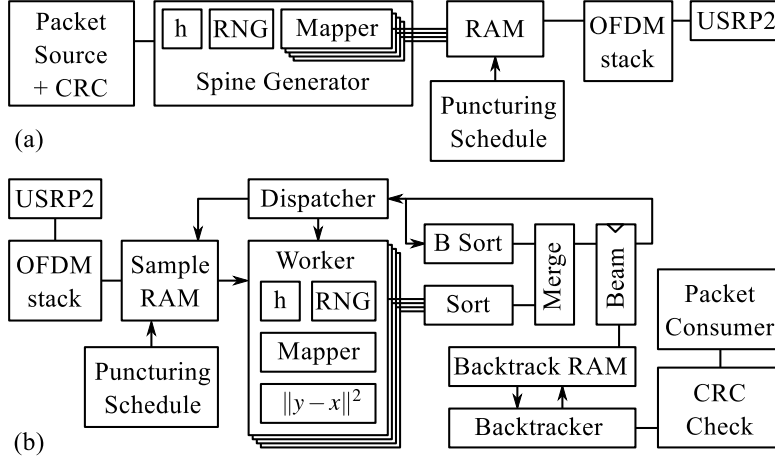 Packet
Source
+ CRC
h
RNG
Mapper
Spine Generator
RAM
OFDM
stack
USRP2
Puncturing
Schedule
(a)
USRP2
OFDM
stack
Sample
RAM
Puncturing
Schedule
Dispatcher
Worker
h
RNG
Mapper
||y − x||²
B Sort
Sort
Merge
Beam
Backtrack RAM
Backtracker
Packet
Consumer
CRC
Check
(b)